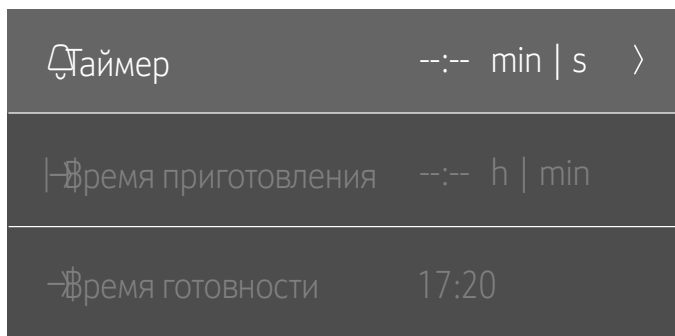 Таймер --:-- min | s
Время приготовления --:-- h | min
Время готовности 17:20